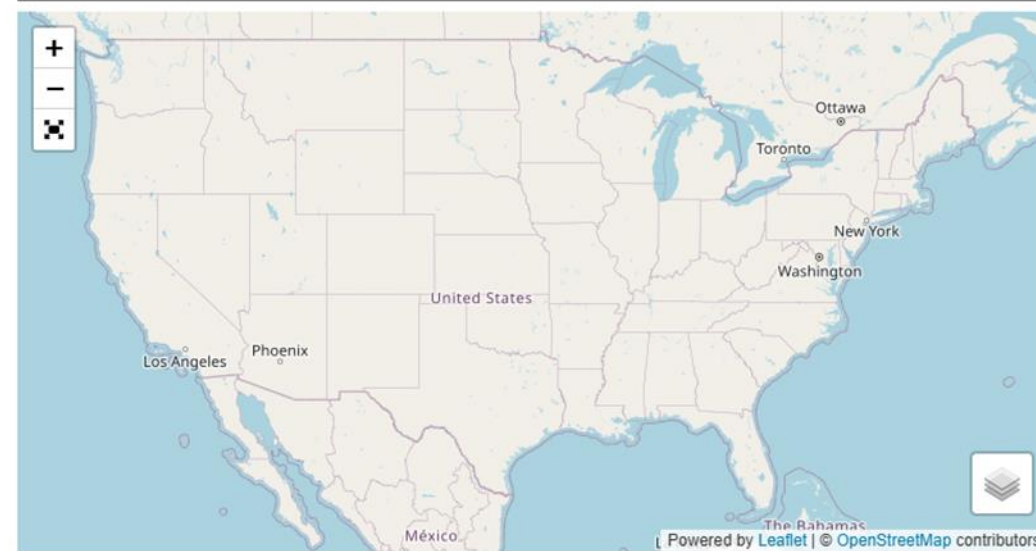 +
−
Ottawa
Toronto
New York
Washington
United States
Phoenix
Los Angeles
México
The Bahamas
Powered by Leaflet | © OpenStreetMap contributors